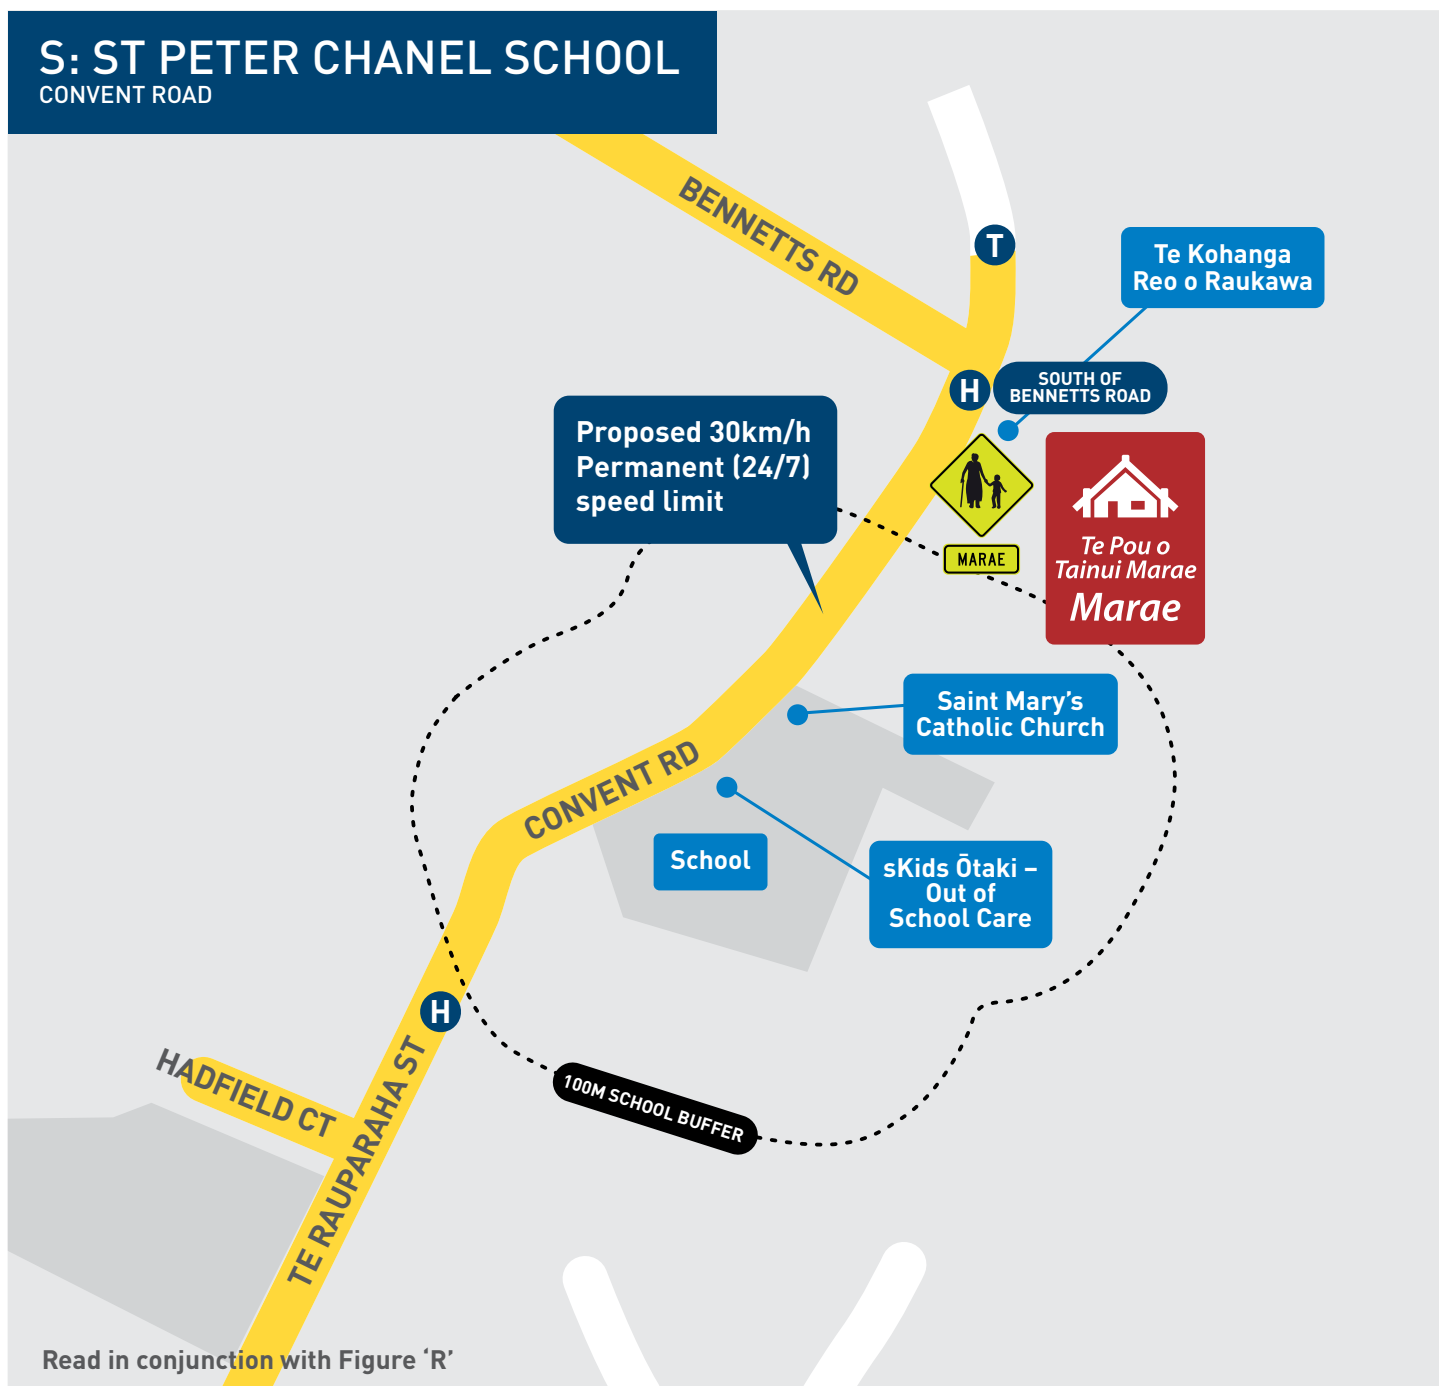 S: ST PETER CHANEL SCHOOL
CONVENT ROAD
BENNETTS RD
T
Te Kohanga
Reo o Raukawa
H
SOUTH OF
BENNETTS ROAD
Proposed 30km/h
Permanent (24/7)
speed limit
MARAE
Te Pou o
Tainui Marae
Marae
Saint Mary’s
Catholic Church
CONVENT RD
School
sKids Ōtaki –
Out of
School Care
H
HADFIELD CT
TE RAUPARAHA ST
100M SCHOOL BUFFER
Read in conjunction with Figure ‘R’